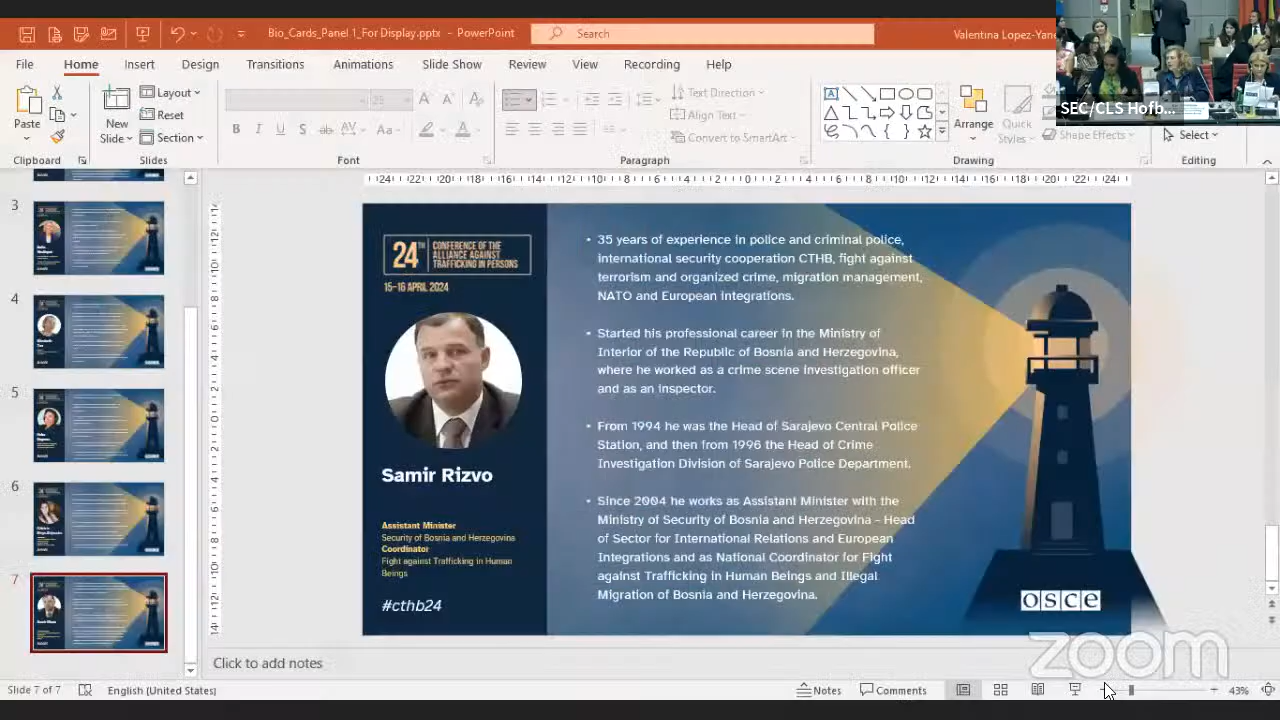 Bio_Cards_Panel 1_For Display.pptx - PowerPoint
Search
Valentina Lopez-Yane
File Home Insert Design Transitions Animations Slide Show Review View Recording Help
SEC/CLS Hofb...
Paste
New
Slide
Layout
Reset
Section
28
B I U S ab AV Aa A
Text Direction
Align Text
Convert to SmartArt
Arrange
Quick
Styles
Shape Effects
Select
Clipboard Slides Font Paragraph Drawing Editing
3
4
5
6
7
24TH
CONFERENCE OF THE
ALLIANCE AGAINST
TRAFFICKING IN PERSONS
15-16 APRIL 2024
Samir Rizvo
Assistant Minister
Security of Bosnia and Herzegovina
Coordinator
Fight against Trafficking in Human
Beings
#cthb24
• 35 years of experience in police and criminal police,
international security cooperation CTHB, fight against
terrorism and organized crime, migration management,
NATO and European integrations.
• Started his professional career in the Ministry of
Interior of the Republic of Bosnia and Herzegovina,
where he worked as a crime scene investigation officer
and as an inspector.
• From 1994 he was the Head of Sarajevo Central Police
Station, and then from 1996 the Head of Crime
Investigation Division of Sarajevo Police Department.
• Since 2004 he works as Assistant Minister with the
Ministry of Security of Bosnia and Herzegovina – Head
of Sector for International Relations and European
Integrations and as National Coordinator for Fight
against Trafficking in Human Beings and Illegal
Migration of Bosnia and Herzegovina.
osce
zoom
Click to add notes
Slide 7 of 7
English (United States)
Notes
Comments
43%